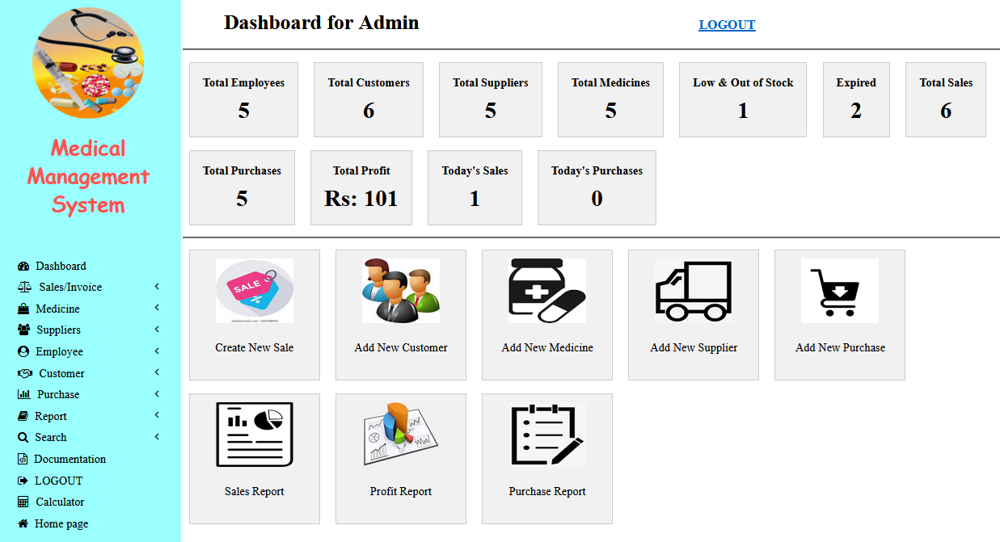 Medical
Management
System
Dashboard
Sales/Invoice
Medicine
Suppliers
Employee
Customer
Purchase
Report
Search
Documentation
LOGOUT
Calculator
Home page
Dashboard for Admin
LOGOUT
Total Employees
5
Total Customers
6
Total Suppliers
5
Total Medicines
5
Low & Out of Stock
1
Expired
2
Total Sales
6
Total Purchases
5
Total Profit
Rs: 101
Today's Sales
1
Today's Purchases
0
SALE
Create New Sale
Add New Customer
Add New Medicine
Add New Supplier
Add New Purchase
Sales Report
Profit Report
Purchase Report